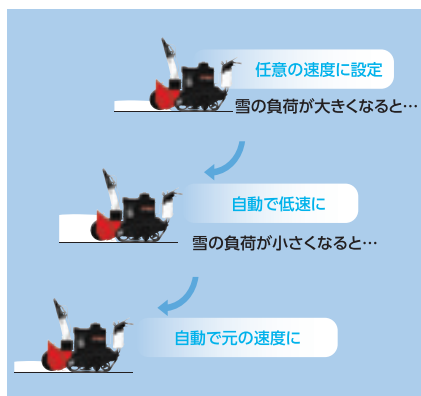 任意の速度に設定
雪の負荷が大きくなると…
自動で低速に
雪の負荷が小さくなると…
自動で元の速度に